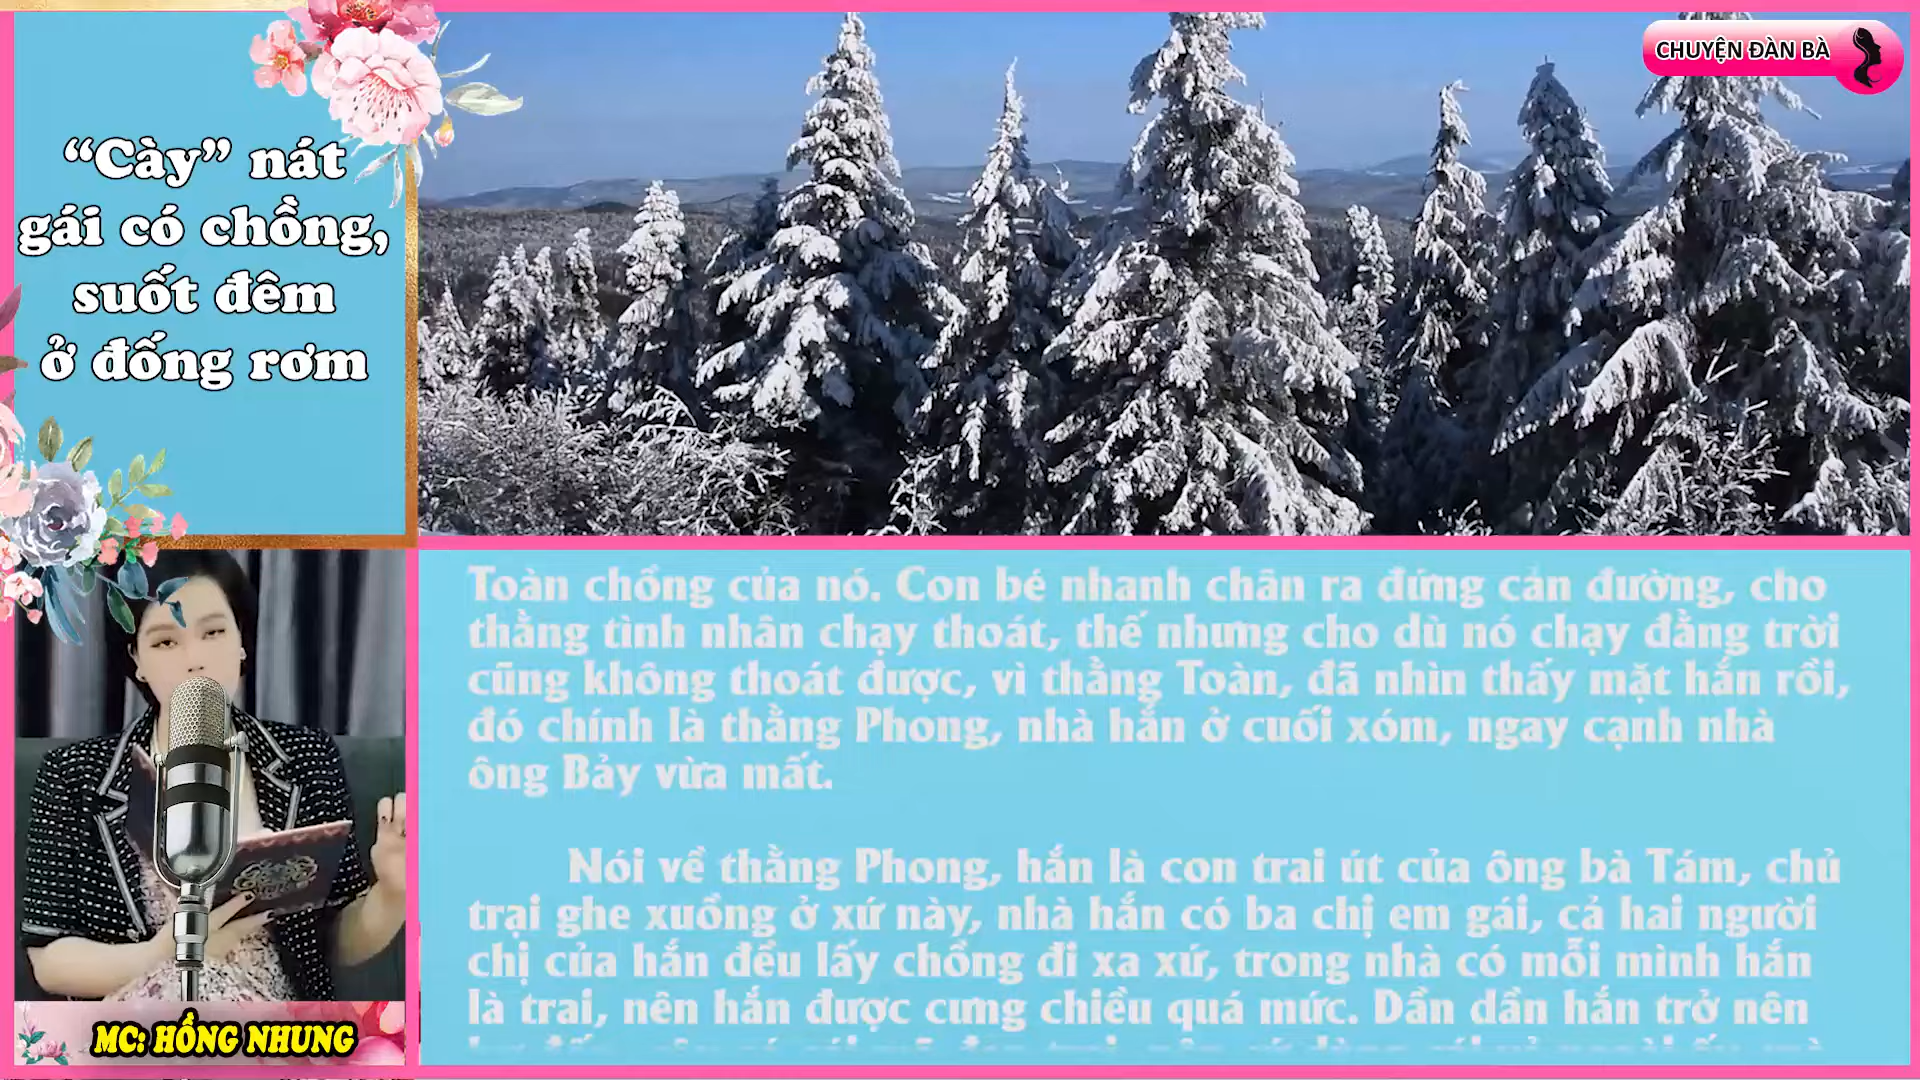 CHUYỆN ĐÀN BÀ
“Cày” nát
gái có chồng,
suốt đêm
ở đống rơm
Toàn chồng của nó. Con bé nhanh chân ra đứng cản đường, cho
thằng tình nhân chạy thoát, thế nhưng cho dù nó chạy đằng trời
cũng không thoát được, vì thằng Toàn, đã nhìn thấy mặt hắn rồi,
đó chính là thằng Phong, nhà hắn ở cuối xóm, ngay cạnh nhà
ông Bảy vừa mất.
Nói về thằng Phong, hắn là con trai út của ông bà Tám, chủ
trại ghe xuồng ở xứ này, nhà hắn có ba chị em gái, cả hai người
chị của hắn đều lấy chồng đi xa xứ, trong nhà có mỗi mình hắn
là trai, nên hắn được cưng chiều quá mức. Dần dần hắn trở nên
MC: HỒNG NHUNG